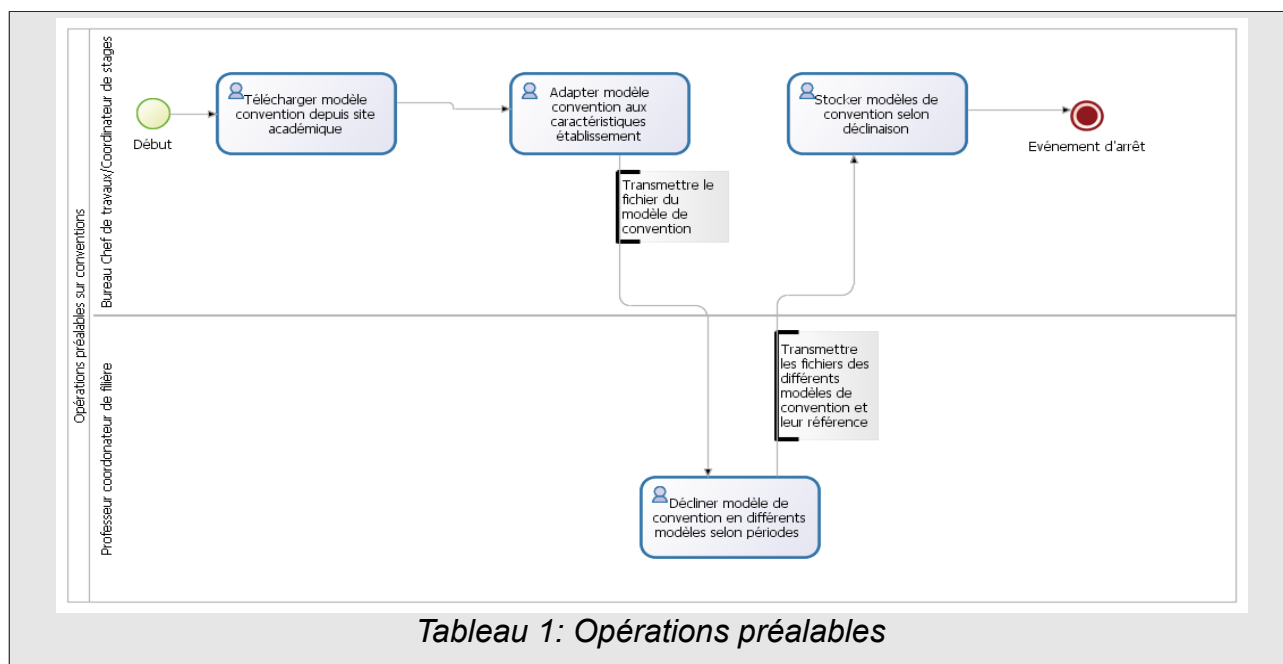 Opérations préalables sur conventions
Bureau Chef de travaux/Coordinateur de stages
Début
Télécharger modèle
convention depuis site
académique
Adapter modèle
convention aux
caractéristiques
établissement
Stocker modèles de
convention selon
déclinaison
Evénement d'arrêt
Transmettre le
fichier du
modèle de
convention
Professeur coordonateur de filière
Transmettre
les fichiers des
différents
modèles de
convention et
leur référence
Décliner modèle de
convention en différents
modèles selon périodes
Tableau 1: Opérations préalables